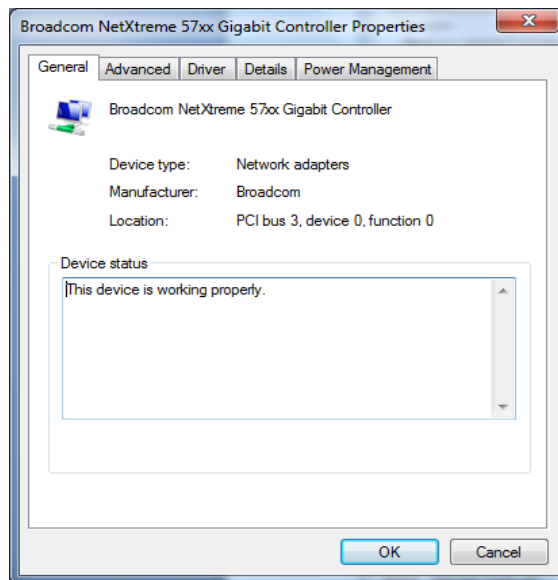 Broadcom NetXtreme 57xx Gigabit Controller Properties
General Advanced Driver Details Power Management
Broadcom NetXtreme 57xx Gigabit Controller
Device type: Network adapters
Manufacturer: Broadcom
Location: PCI bus 3, device 0, function 0
Device status
This device is working properly.
OK Cancel